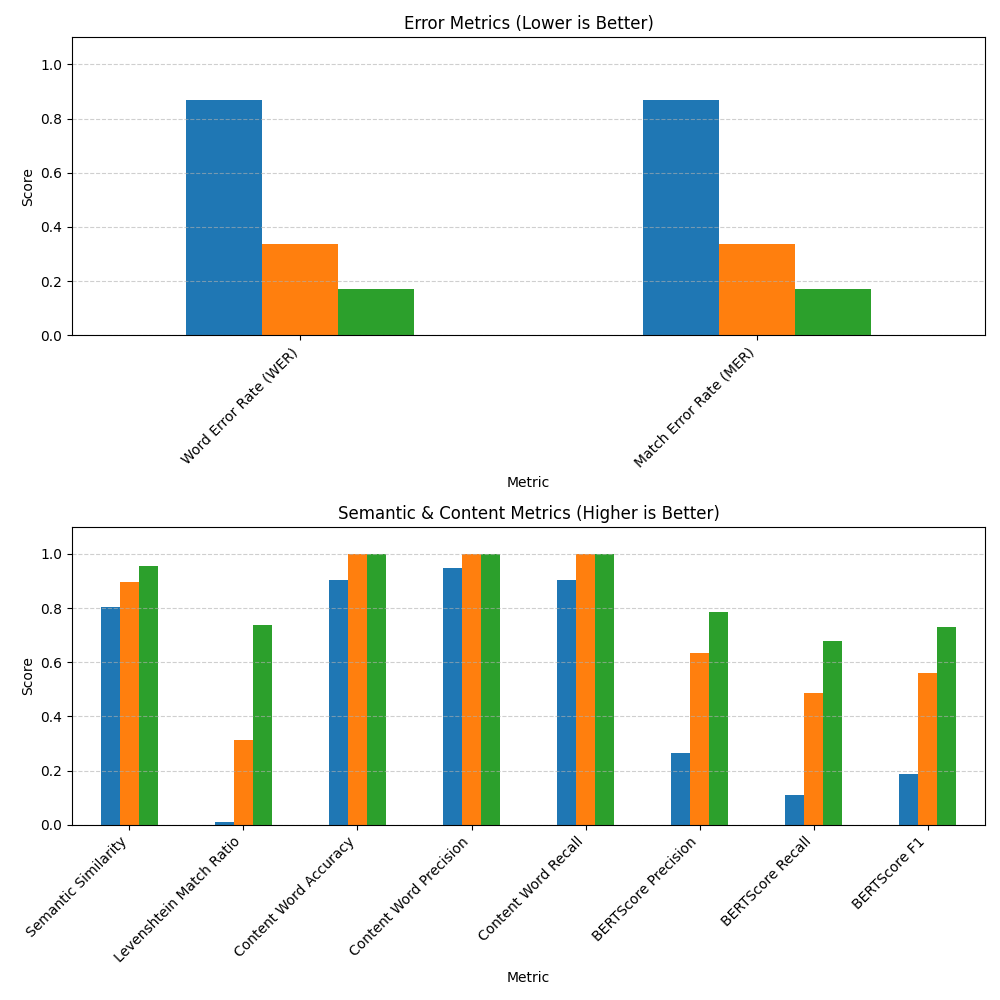 Error Metrics (Lower is Better)
1.0
0.8
0.6
0.4
0.2
0.0
Score
Word Error Rate (WER)
Match Error Rate (MER)
Metric
Semantic & Content Metrics (Higher is Better)
1.0
0.8
0.6
0.4
0.2
0.0
Score
Semantic Similarity
Levenshtein Match Ratio
Content Word Accuracy
Content Word Precision
Content Word Recall
BERTScore Precision
BERTScore Recall
BERTScore F1
Metric